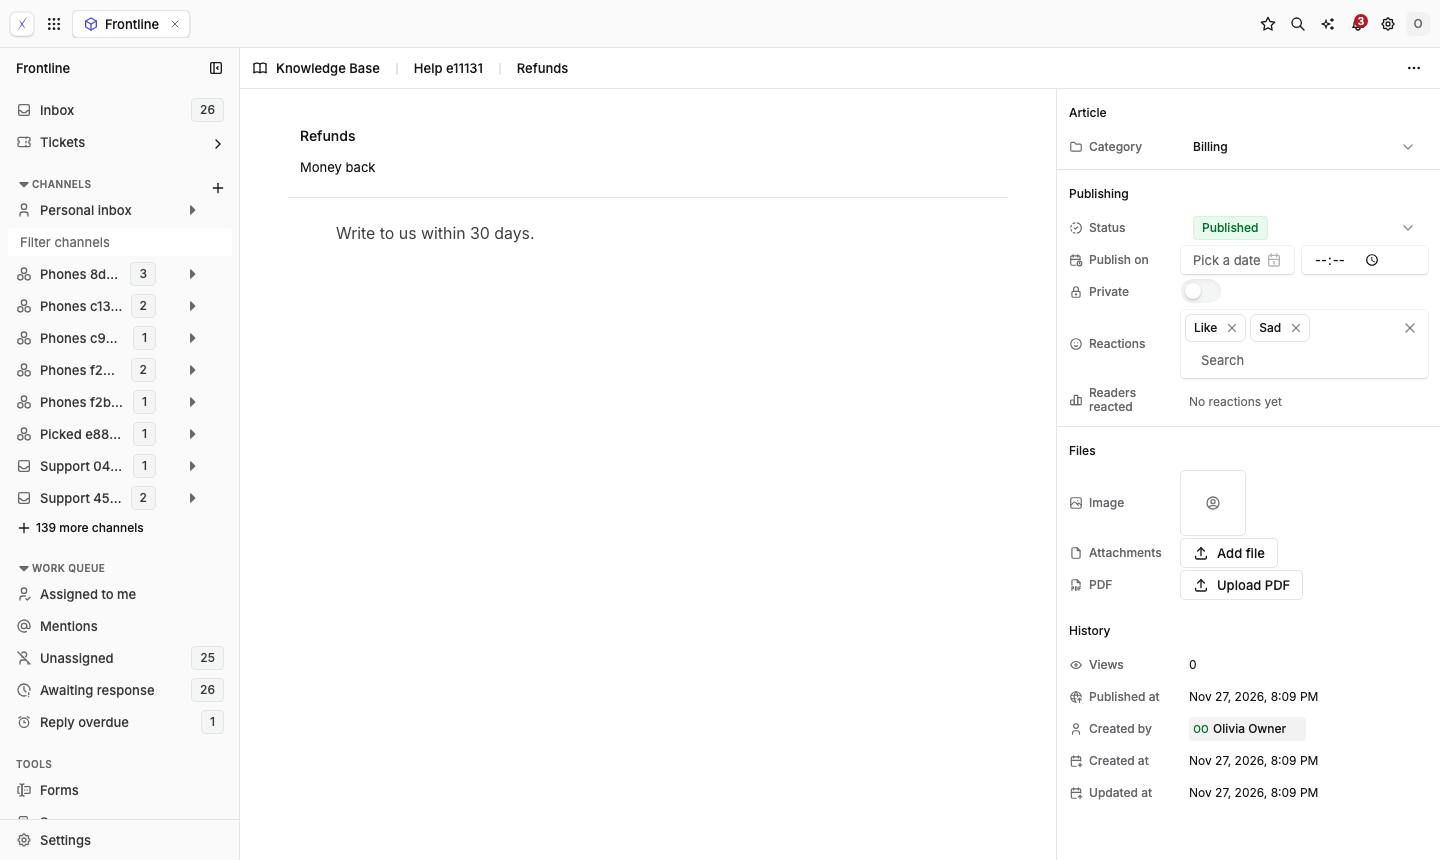 Frontline
3
O
Frontline
Inbox 26
Tickets
CHANNELS
Personal inbox
Filter channels
Phones 8d... 3
Phones c13... 2
Phones c9... 1
Phones f2... 2
Phones f2b... 1
Picked e88... 1
Support 04... 1
Support 45... 2
139 more channels
WORK QUEUE
Assigned to me
Mentions
Unassigned 25
Awaiting response 26
Reply overdue 1
TOOLS
Forms
Settings
Knowledge Base Help e11131 Refunds
Refunds
Money back
Write to us within 30 days.
Article
Category Billing
Publishing
Status Published
Publish on Pick a date --:--
Private
Reactions Like Sad
Search
Readers
reacted No reactions yet
Files
Image
Attachments Add file
PDF Upload PDF
History
Views 0
Published at Nov 27, 2026, 8:09 PM
Created by OO Olivia Owner
Created at Nov 27, 2026, 8:09 PM
Updated at Nov 27, 2026, 8:09 PM